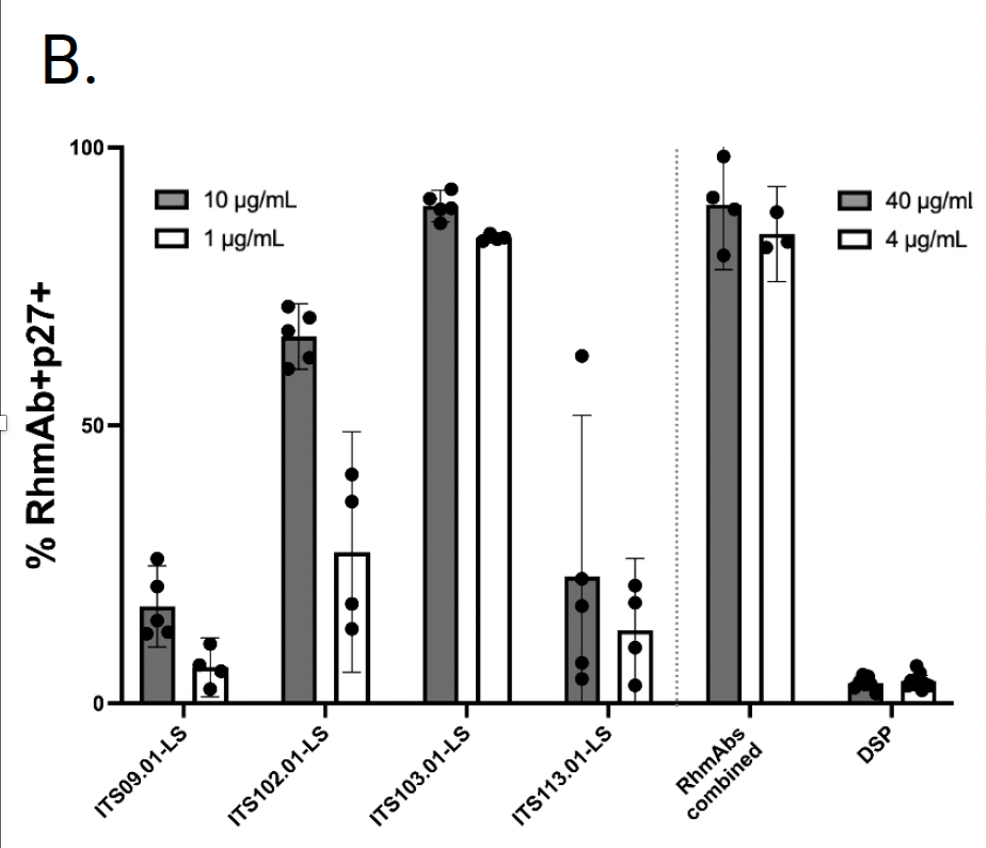 B.
100
50
0
% RhmAb+p27+
10 µg/mL
1 µg/mL
40 µg/ml
4 µg/mL
ITS09.01-LS
ITS102.01-LS
ITS103.01-LS
ITS113.01-LS
RhmAbs
combined
DSP